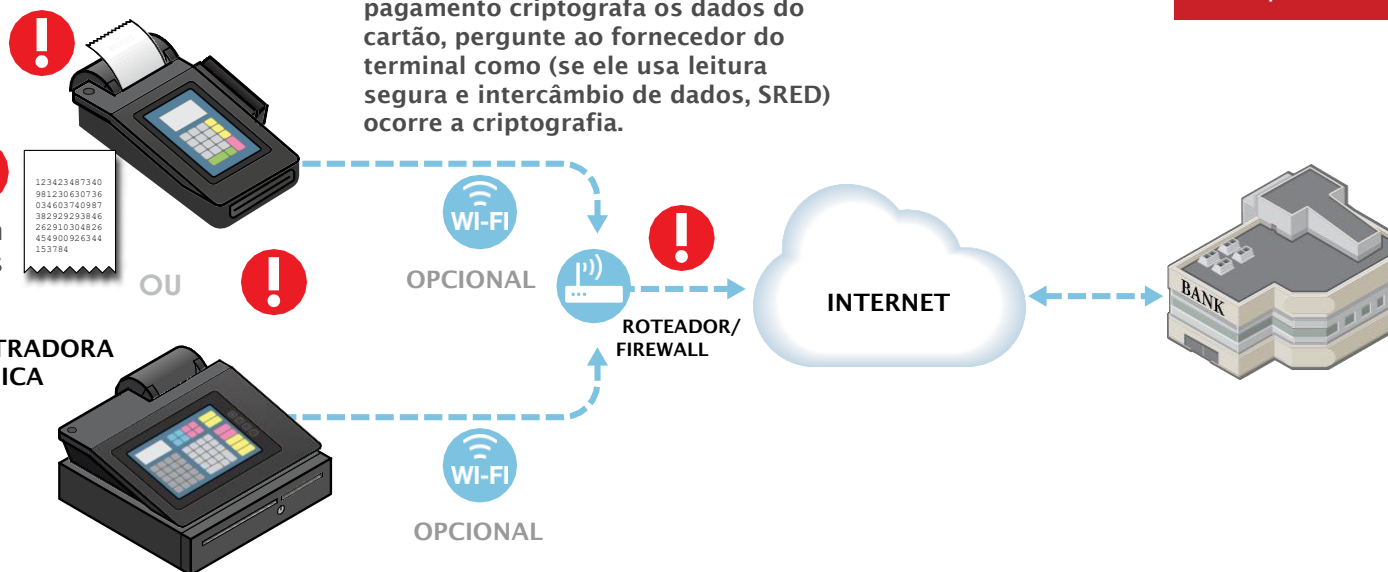 pagamento criptografa os dados do
cartão, pergunte ao fornecedor do
terminal como (se ele usa leitura
segura e intercâmbio de dados, SRED)
ocorre a criptografia.
123423487340
981230630736
034603740987
382929293846
262910304826
454900926344
153784
OU
WI-FI
OPCIONAL
ROTEADOR/
FIREWALL
INTERNET
BANK
TRADORA
ICA
WI-FI
OPCIONAL